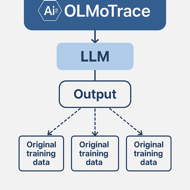 Ai2 OLMoTrace
LLM
Output
Original
training
data
Original
training
data
Original
training
data